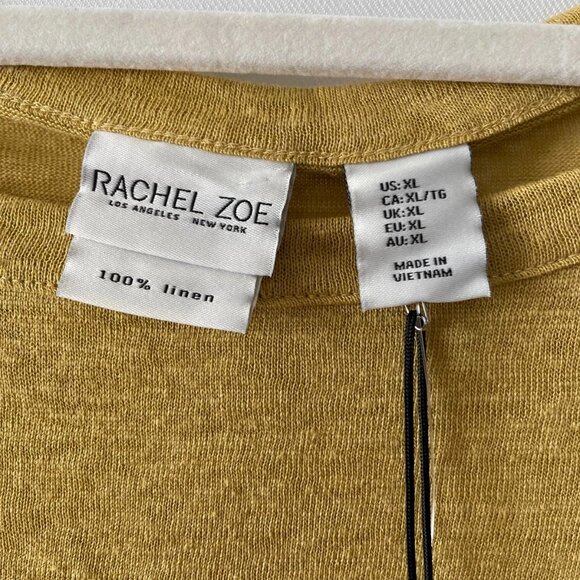 RACHEL ZOE
LOS ANGELES NEW YORK
100% linen
US: XL
CA: XL/TG
UK: XL
EU: XL
AU: XL
MADE IN
VIETNAM